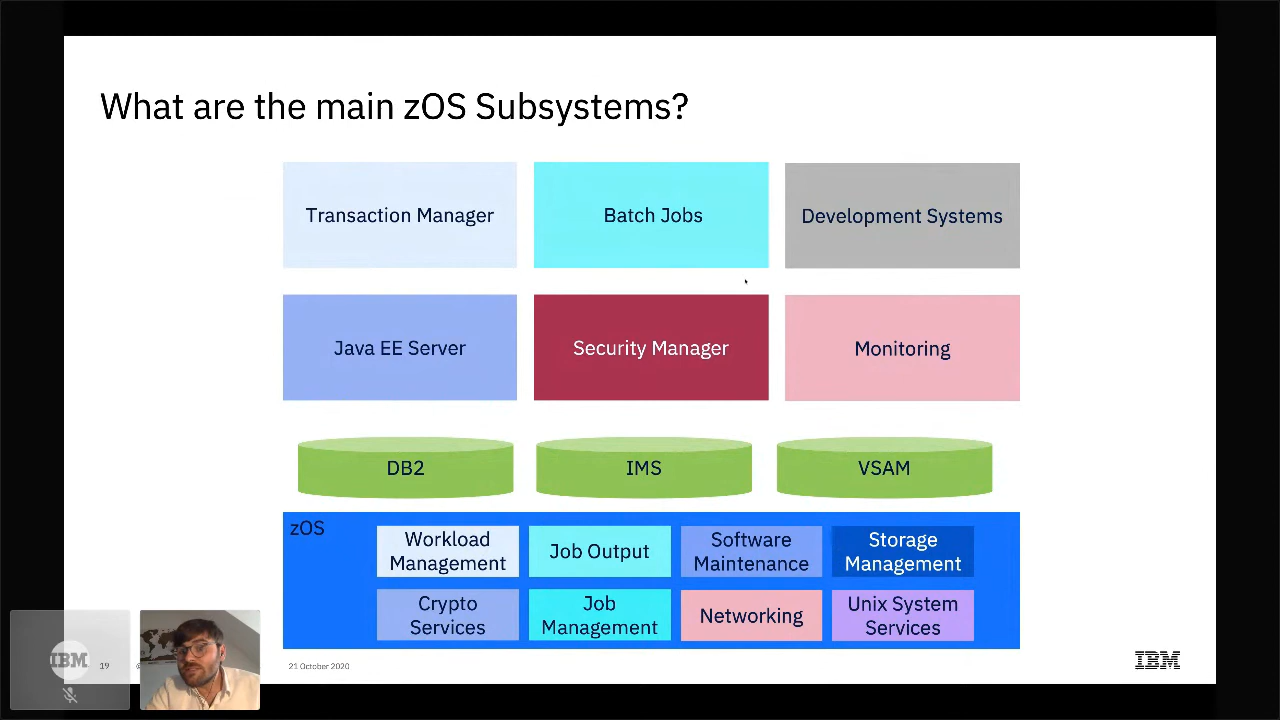 What are the main zOS Subsystems?
Transaction Manager
Batch Jobs
Development Systems
Java EE Server
Security Manager
Monitoring
DB2
IMS
VSAM
zOS
Workload
Management
Job Output
Software
Maintenance
Storage
Management
Crypto
Services
Job
Management
Networking
Unix System
Services
IBM
19
21 October 2020
IBM